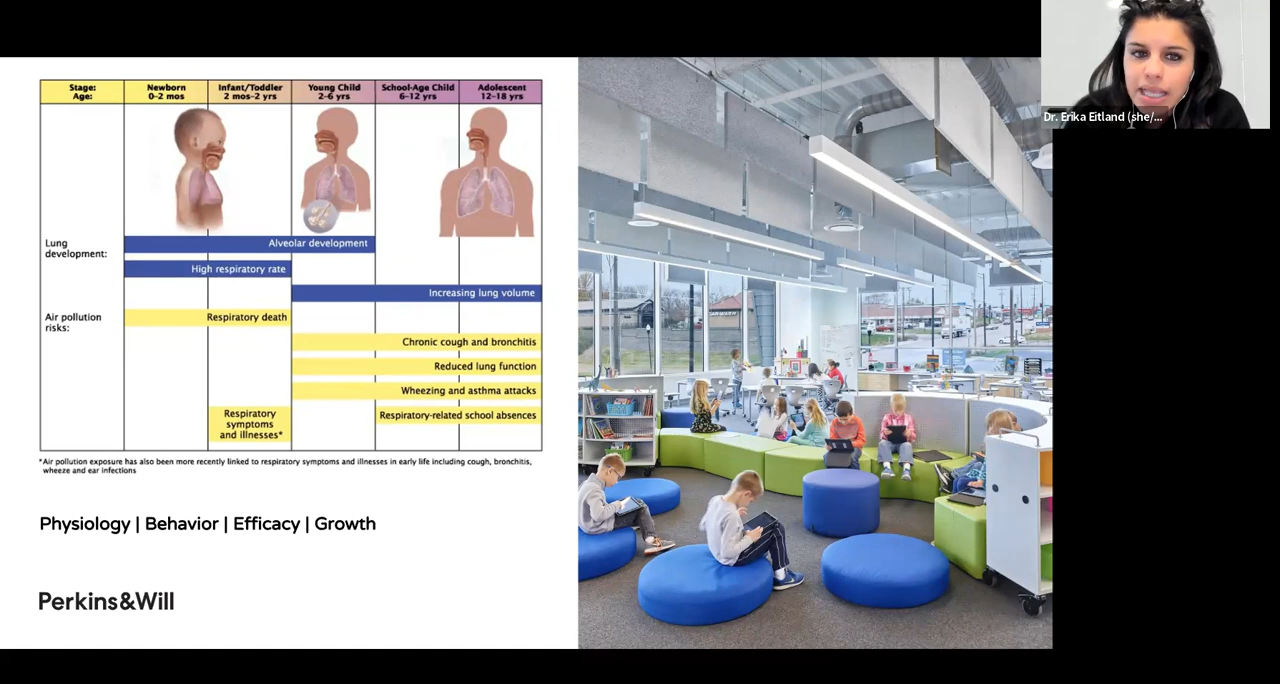 Stage:
Age:
Newborn
0-2 mos
Infant/Toddler
2 mos-2 yrs
Young Child
2-6 yrs
School-Age Child
6-12 yrs
Adolescent
12-18 yrs
Lung
development:
Alveolar development
High respiratory rate
Increasing lung volume
Air pollution
risks:
Respiratory death
Chronic cough and bronchitis
Reduced lung function
Wheezing and asthma attacks
Respiratory
symptoms
and illnesses*
Respiratory-related school absences
*Air pollution exposure has also been more recently linked to respiratory symptoms and illnesses in early life including cough, bronchitis,
wheeze and ear infections
Physiology | Behavior | Efficacy | Growth
Perkins&Will
Dr. Erika Eitland (she/...